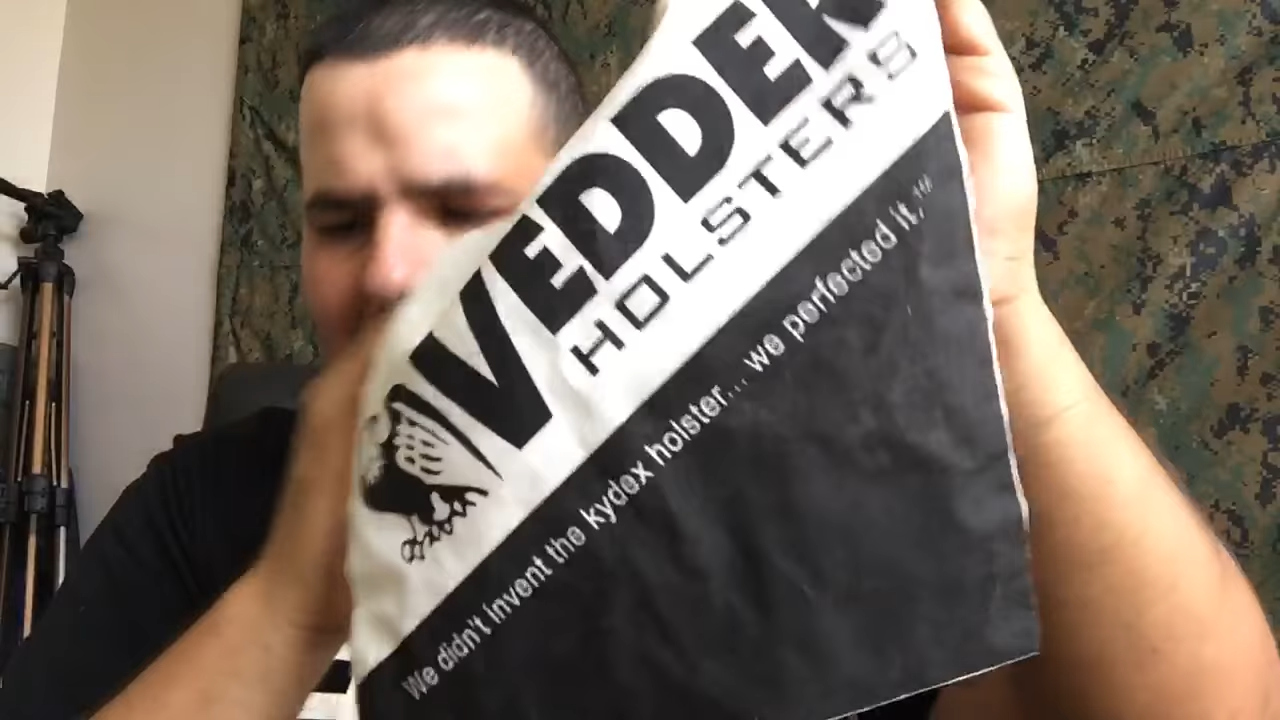 VEDDER
HOLSTERS
We didn't invent the kydex holster... we perfected it.™